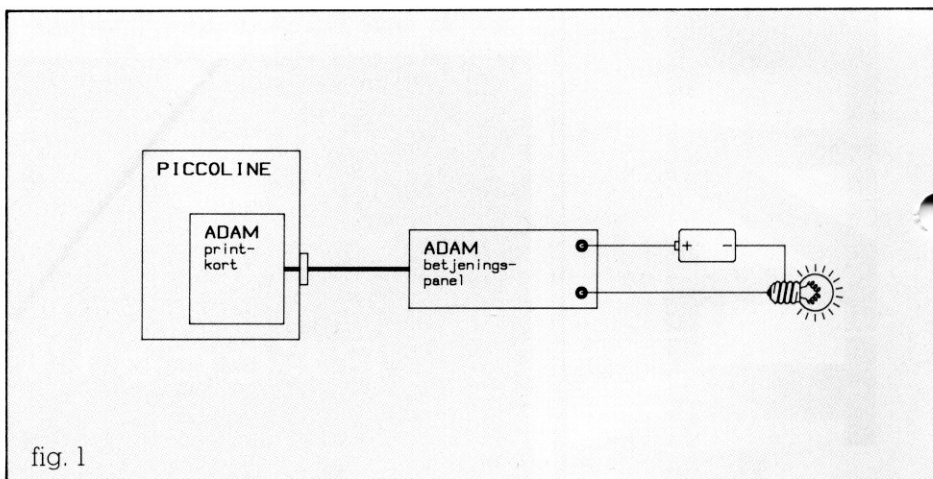 PICCOLINE
ADAM
print-
kort
ADAM
betjenings-
panel
+ -
fig. 1